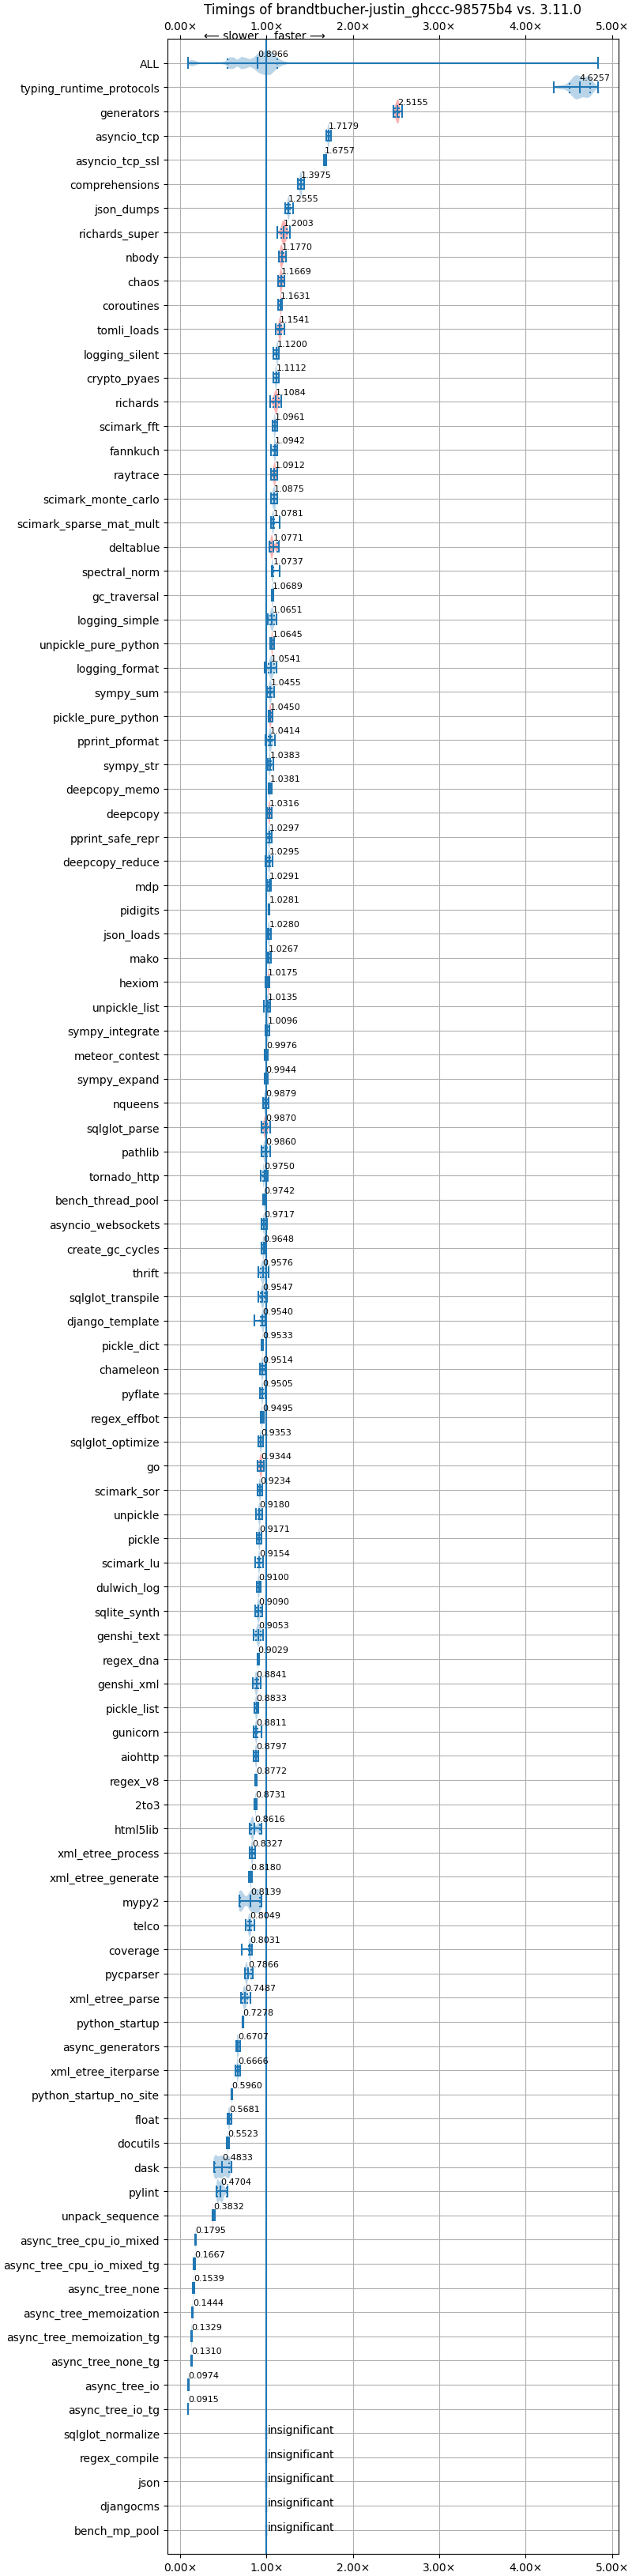 Timings of brandtbucher-justin_ghccc-98575b4 vs. 3.11.0
0.00× 1.00× 2.00× 3.00× 4.00× 5.00×
← slower faster →
ALL 0.8966
typing_runtime_protocols 4.6257
generators 2.5155
asyncio_tcp 1.7179
asyncio_tcp_ssl 1.6757
comprehensions 1.3975
json_dumps 1.2555
richards_super 1.2003
nbody 1.1770
chaos 1.1669
coroutines 1.1631
tomli_loads 1.1541
logging_silent 1.1200
crypto_pyaes 1.1112
richards 1.1084
scimark_fft 1.0961
fannkuch 1.0942
raytrace 1.0912
scimark_monte_carlo 1.0875
scimark_sparse_mat_mult 1.0781
deltablue 1.0771
spectral_norm 1.0737
gc_traversal 1.0689
logging_simple 1.0651
unpickle_pure_python 1.0645
logging_format 1.0541
sympy_sum 1.0455
pickle_pure_python 1.0450
pprint_pformat 1.0414
sympy_str 1.0383
deepcopy_memo 1.0381
deepcopy 1.0316
pprint_safe_repr 1.0297
deepcopy_reduce 1.0295
mdp 1.0291
pidigits 1.0281
json_loads 1.0280
mako 1.0267
hexiom 1.0175
unpickle_list 1.0135
sympy_integrate 1.0096
meteor_contest 0.9976
sympy_expand 0.9944
nqueens 0.9879
sqlglot_parse 0.9870
pathlib 0.9860
tornado_http 0.9750
bench_thread_pool 0.9742
asyncio_websockets 0.9717
create_gc_cycles 0.9648
thrift 0.9576
sqlglot_transpile 0.9547
django_template 0.9540
pickle_dict 0.9533
chameleon 0.9514
pyflate 0.9505
regex_effbot 0.9495
sqlglot_optimize 0.9353
go 0.9344
scimark_sor 0.9234
unpickle 0.9180
pickle 0.9171
scimark_lu 0.9154
dulwich_log 0.9100
sqlite_synth 0.9090
genshi_text 0.9053
regex_dna 0.9029
genshi_xml 0.8841
pickle_list 0.8833
gunicorn 0.8811
aiohttp 0.8797
regex_v8 0.8772
2to3 0.8731
html5lib 0.8616
xml_etree_process 0.8327
xml_etree_generate 0.8180
mypy2 0.8139
telco 0.8049
coverage 0.8031
pycparser 0.7866
xml_etree_parse 0.7487
python_startup 0.7278
async_generators 0.6707
xml_etree_iterparse 0.6666
python_startup_no_site 0.5960
float 0.5681
docutils 0.5523
dask 0.4833
pylint 0.4704
unpack_sequence 0.3832
async_tree_cpu_io_mixed 0.1795
async_tree_cpu_io_mixed_tg 0.1667
async_tree_none 0.1539
async_tree_memoization 0.1444
async_tree_memoization_tg 0.1329
async_tree_none_tg 0.1310
async_tree_io 0.0974
async_tree_io_tg 0.0915
sqlglot_normalize insignificant
regex_compile insignificant
json insignificant
djangocms insignificant
bench_mp_pool insignificant
0.00× 1.00× 2.00× 3.00× 4.00× 5.00×